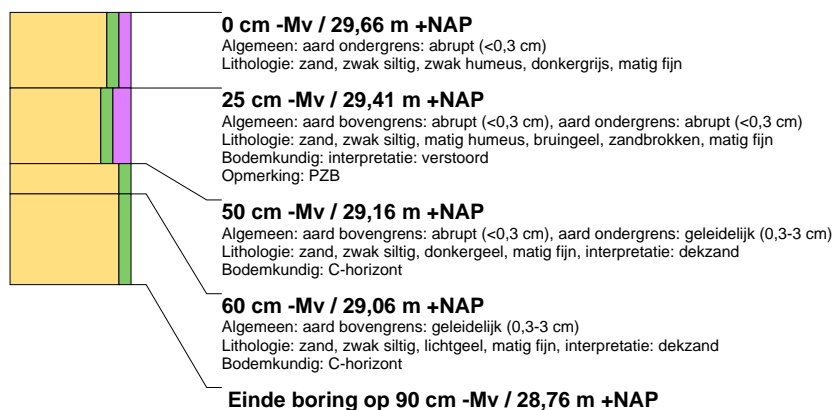 0 cm -Mv / 29,66 m +NAP
Algemeen: aard ondergrens: abrupt (<0,3 cm)
Lithologie: zand, zwak siltig, zwak humeus, donkergrijs, matig fijn
25 cm -Mv / 29,41 m +NAP
Algemeen: aard bovengrens: abrupt (<0,3 cm), aard ondergrens: abrupt (<0,3 cm)
Lithologie: zand, zwak siltig, matig humeus, bruingeel, zandbrokken, matig fijn
Bodemkundig: interpretatie: verstoord
Opmerking: PZB
50 cm -Mv / 29,16 m +NAP
Algemeen: aard bovengrens: abrupt (<0,3 cm), aard ondergrens: geleidelijk (0,3-3 cm)
Lithologie: zand, zwak siltig, donkergeel, matig fijn, interpretatie: dekzand
Bodemkundig: C-horizont
60 cm -Mv / 29,06 m +NAP
Algemeen: aard bovengrens: geleidelijk (0,3-3 cm)
Lithologie: zand, zwak siltig, lichtgeel, matig fijn, interpretatie: dekzand
Bodemkundig: C-horizont
Einde boring op 90 cm -Mv / 28,76 m +NAP